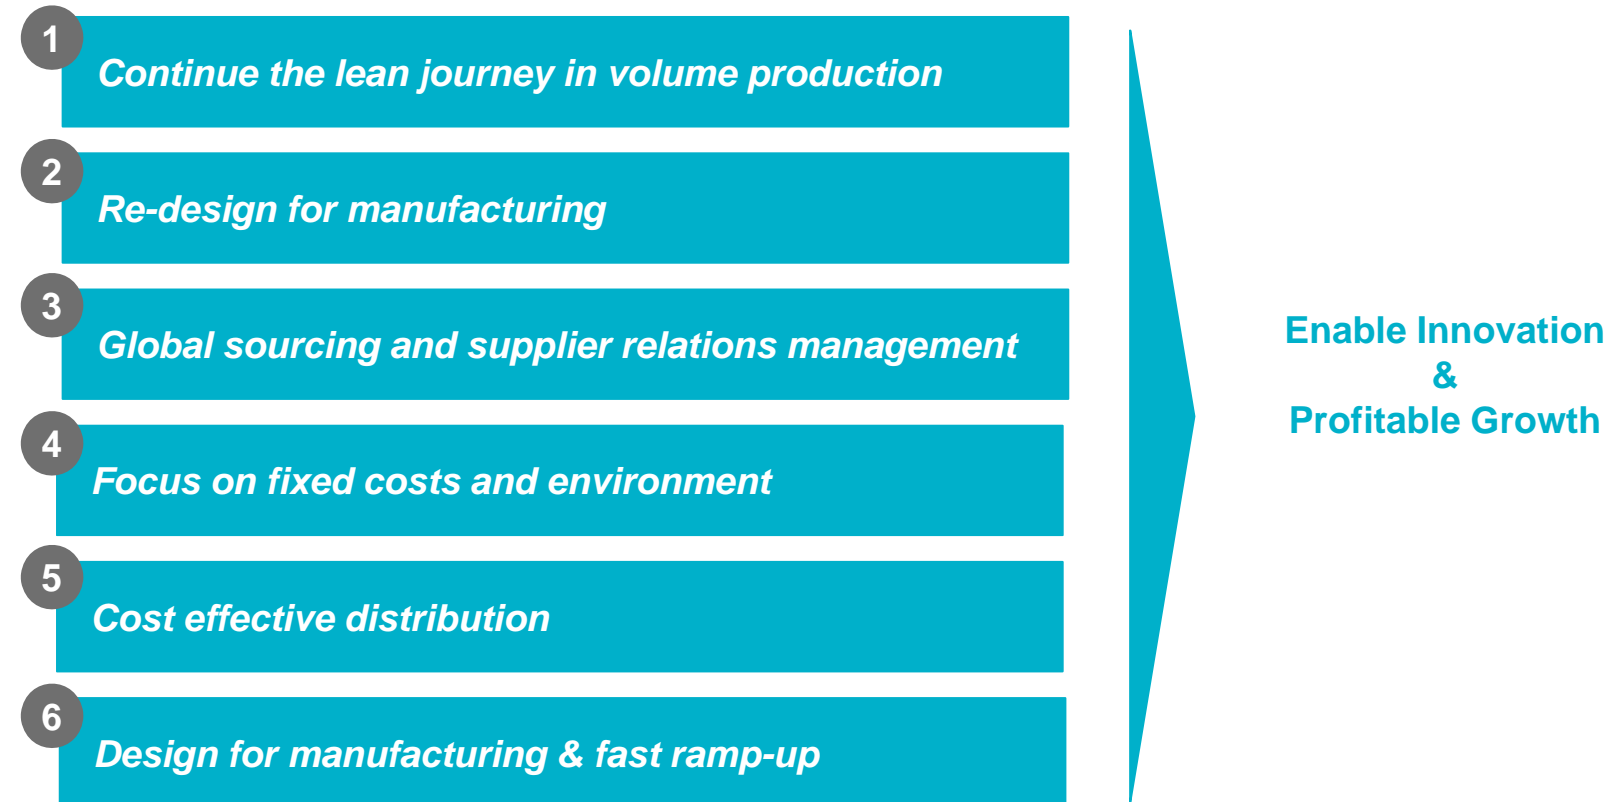 1
Continue the lean journey in volume production
2
Re-design for manufacturing
3
Global sourcing and supplier relations management
4
Focus on fixed costs and environment
5
Cost effective distribution
6
Design for manufacturing & fast ramp-up
Enable Innovation
&
Profitable Growth